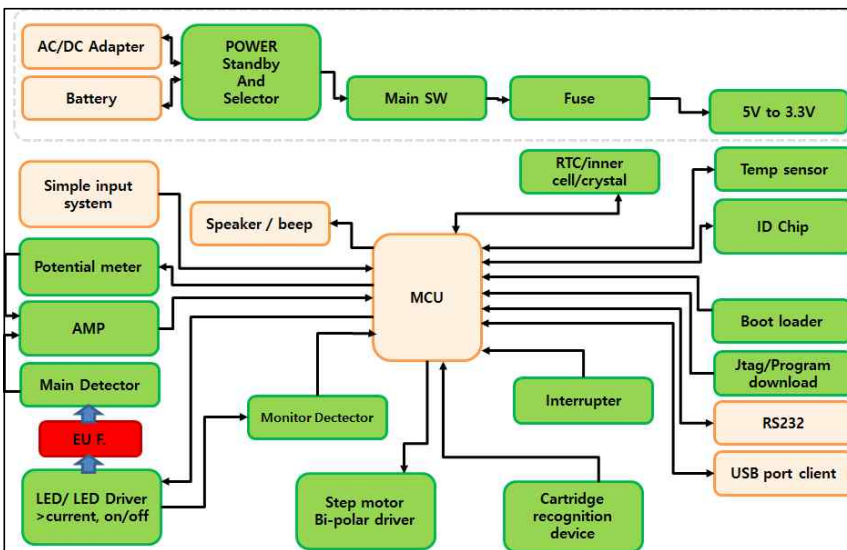 AC/DC Adapter
Battery
POWER
Standby
And
Selector
Main SW
Fuse
5V to 3.3V
Simple input
system
Speaker / beep
RTC/inner
cell/crystal
Temp sensor
ID Chip
Potential meter
MCU
AMP
Boot loader
Main Detector
Monitor Dectector
Interrupter
Jtag/Program
download
EU F.
RS232
LED/ LED Driver
>current, on/off
Step motor
Bi-polar driver
Cartridge
recognition
device
USB port client